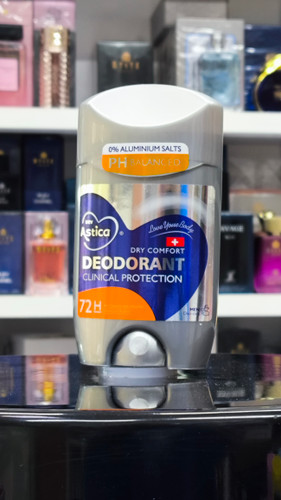 0% ALUMINIUM SALTS
PH BALANCED
Astica®
Love Your Body
DRY COMFORT
DEODORANT
CLINICAL PROTECTION
72H